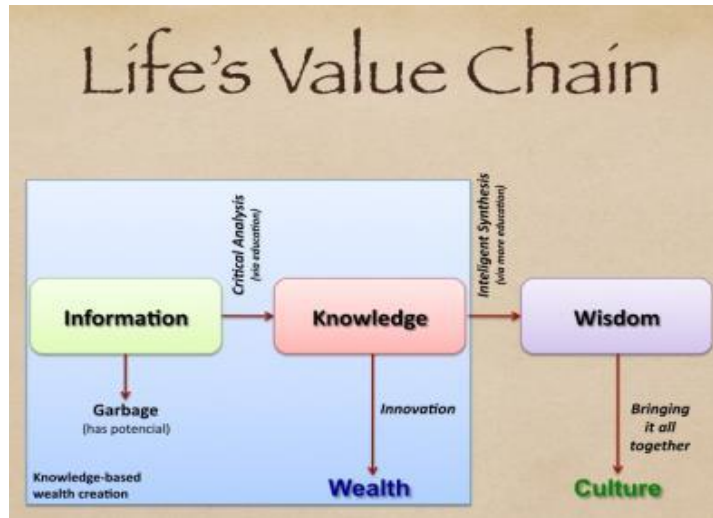 Life's Value Chain
Critical Analysis
(via education)
Inteligent Synthesis
(via more education)
Information
Knowledge
Wisdom
Garbage
(has potencial)
Innovation
Bringing
it all
together
Knowledge-based
wealth creation
Wealth
Culture